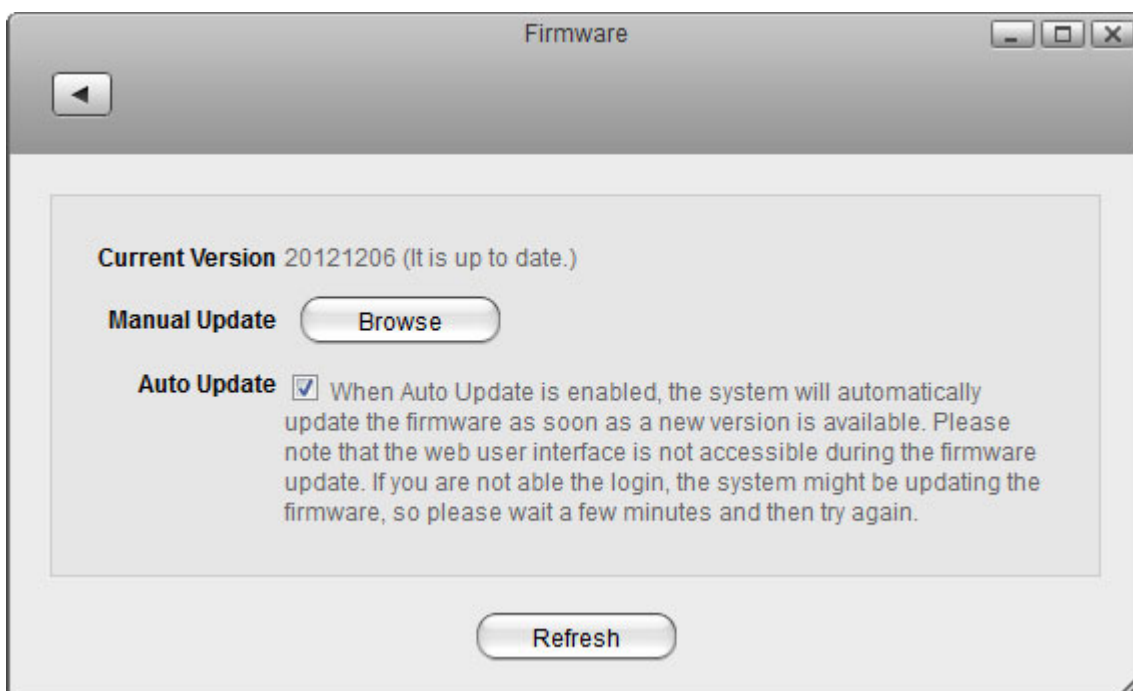 Firmware
Current Version 20121206 (It is up to date.)
Manual Update Browse
Auto Update When Auto Update is enabled, the system will automatically
update the firmware as soon as a new version is available. Please
note that the web user interface is not accessible during the firmware
update. If you are not able the login, the system might be updating the
firmware, so please wait a few minutes and then try again.
Refresh